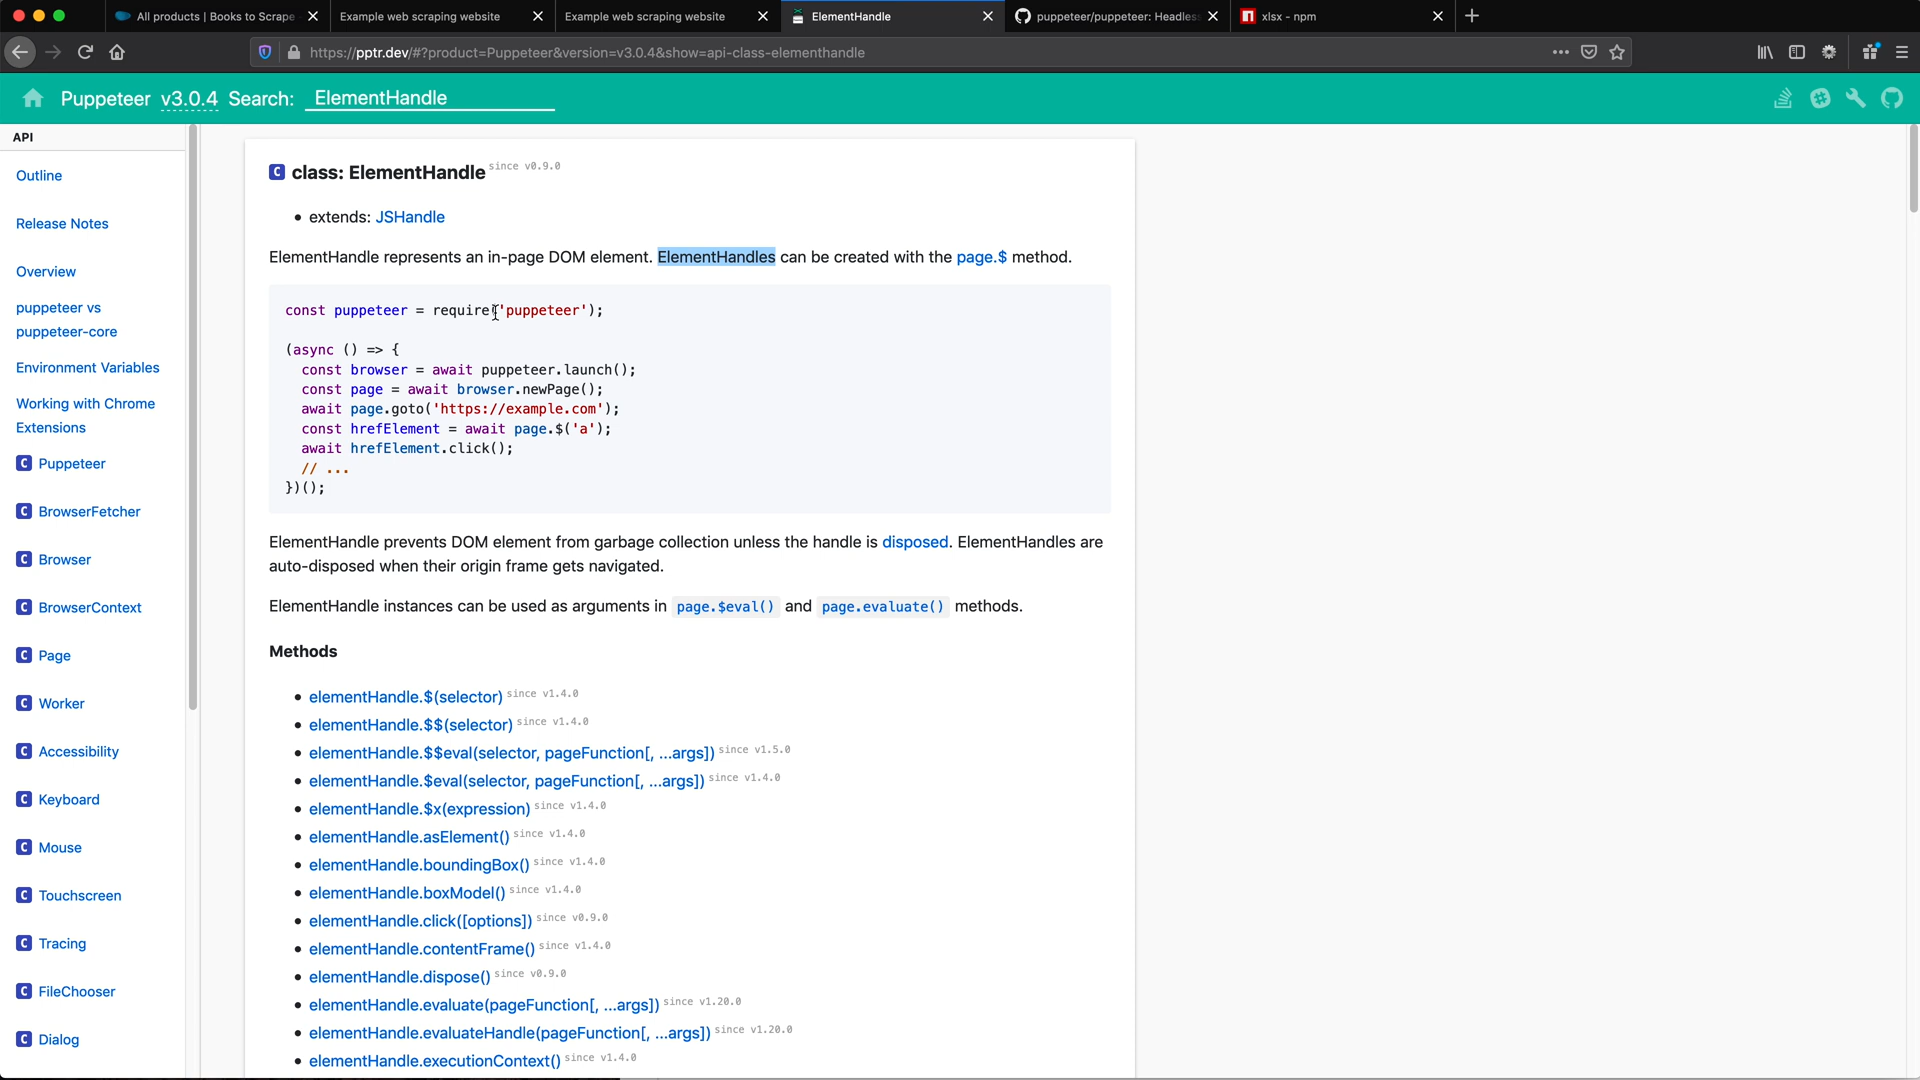 All products | Books to Scrape
Example web scraping website
Example web scraping website
ElementHandle
puppeteer/puppeteer: Headless
n xlsx - npm
https://pptr.dev/#?product=Puppeteer&version=v3.0.4&show=api-class-elementhandle
Puppeteer v3.0.4 Search: ElementHandle
API
Outline
Release Notes
Overview
puppeteer vs
puppeteer-core
Environment Variables
Working with Chrome
Extensions
C Puppeteer
C BrowserFetcher
C Browser
C BrowserContext
C Page
C Worker
C Accessibility
C Keyboard
C Mouse
C Touchscreen
C Tracing
C FileChooser
C Dialog
C class: ElementHandle since v0.9.0
• extends: JSHandle
ElementHandle represents an in-page DOM element. ElementHandles can be created with the page.$ method.
const puppeteer = require('puppeteer');
(async () => {
const browser = await puppeteer.launch();
const page = await browser.newPage();
await page.goto('https://example.com');
const hrefElement = await page.$('a');
await hrefElement.click();
// ...
})();
ElementHandle prevents DOM element from garbage collection unless the handle is disposed. ElementHandles are
auto-disposed when their origin frame gets navigated.
ElementHandle instances can be used as arguments in page.$eval() and page.evaluate() methods.
Methods
• elementHandle.$(selector) since v1.4.0
• elementHandle.$$(selector) since v1.4.0
• elementHandle.$$eval(selector, pageFunction[, ...args]) since v1.5.0
• elementHandle.$eval(selector, pageFunction[, ...args]) since v1.4.0
• elementHandle.$x(expression) since v1.4.0
• elementHandle.asElement() since v1.4.0
• elementHandle.boundingBox() since v1.4.0
• elementHandle.boxModel() since v1.4.0
• elementHandle.click([options]) since v0.9.0
• elementHandle.contentFrame() since v1.4.0
• elementHandle.dispose() since v0.9.0
• elementHandle.evaluate(pageFunction[, ...args]) since v1.20.0
• elementHandle.evaluateHandle(pageFunction[, ...args]) since v1.20.0
• elementHandle.executionContext() since v1.4.0